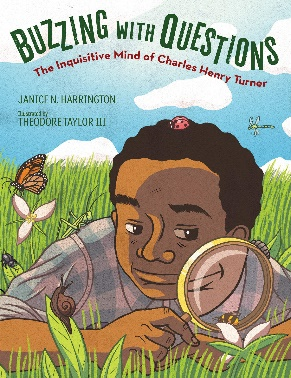 BUZZING WITH QUESTIONS
The Inquisitive Mind of Charles Henry Turner
JANICE N. HARRINGTON
Illustrated by
THEODORE TAYLOR III